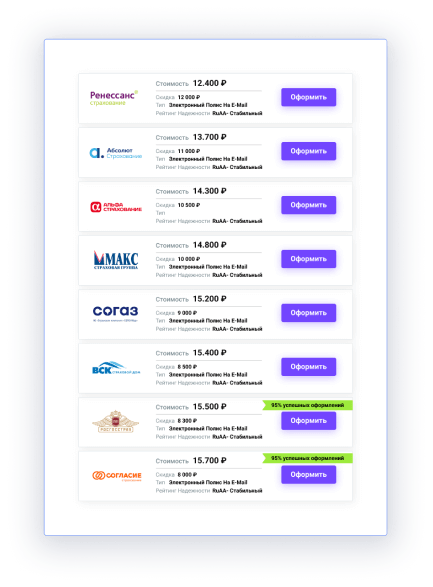 Ренессанс
страхование
Стоимость 12.400 ₽
Скидка 12 000 ₽
Тип Электронный Полис На E-Mail
Рейтинг Надежности RuAA- Стабильный
Оформить
Абсолют
Страхование
Стоимость 13.700 ₽
Скидка 11 000 ₽
Тип Электронный Полис На E-Mail
Рейтинг Надежности RuAA- Стабильный
Оформить
АЛЬФА
СТРАХОВАНИЕ
Стоимость 14.300 ₽
Скидка 10 500 ₽
Тип
Рейтинг Надежности RuAA- Стабильный
Оформить
МАКС
СТРАХОВАЯ ГРУППА
Стоимость 14.800 ₽
Скидка 10 000 ₽
Тип Электронный Полис На E-Mail
Рейтинг Надежности RuAA- Стабильный
Оформить
СОГАЗ
Стоимость 15.200 ₽
Скидка 9 000 ₽
Тип Электронный Полис На E-Mail
Рейтинг Надежности RuAA- Стабильный
Оформить
ВСК СТРАХОВОЙ ДОМ
Стоимость 15.400 ₽
Скидка 8 500 ₽
Тип Электронный Полис На E-Mail
Рейтинг Надежности RuAA- Стабильный
Оформить
95% успешных оформлений
РОСГОССТРАХ
Стоимость 15.500 ₽
Скидка 8 300 ₽
Тип Электронный Полис На E-Mail
Рейтинг Надежности RuAA- Стабильный
Оформить
95% успешных оформлений
СОГЛАСИЕ
Стоимость 15.700 ₽
Скидка 8 000 ₽
Тип Электронный Полис На E-Mail
Рейтинг Надежности RuAA- Стабильный
Оформить